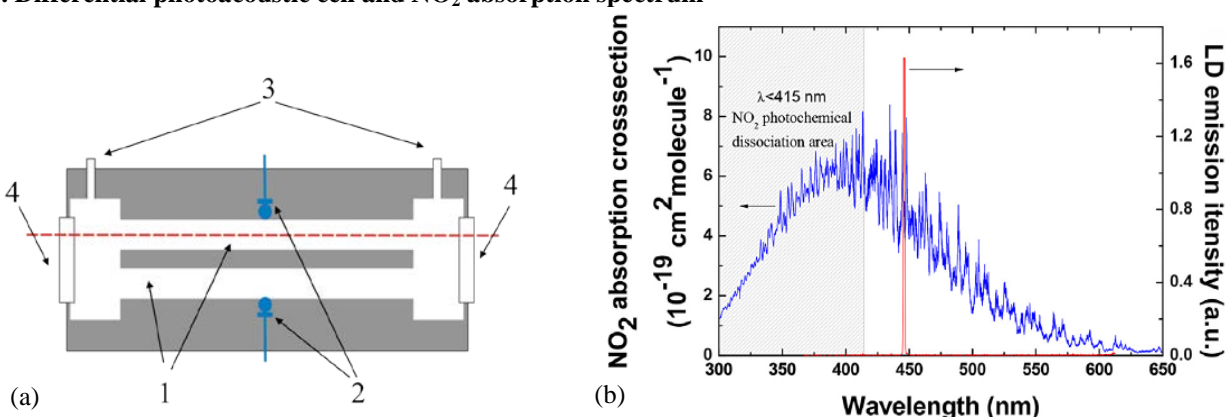 . Differential photoacoustic cell and NO2 absorption spectrum
3
4
4
1
2
(a)
(b)
NO2 absorption crosssection
(10-19 cm2molecule-1)
10
8
6
4
2
0
λ<415 nm
NO2 photochemical
dissociation area
1.6
1.2
0.8
0.4
0.0
LD emission itensity (a.u.)
300 350 400 450 500 550 600 650
Wavelength (nm)